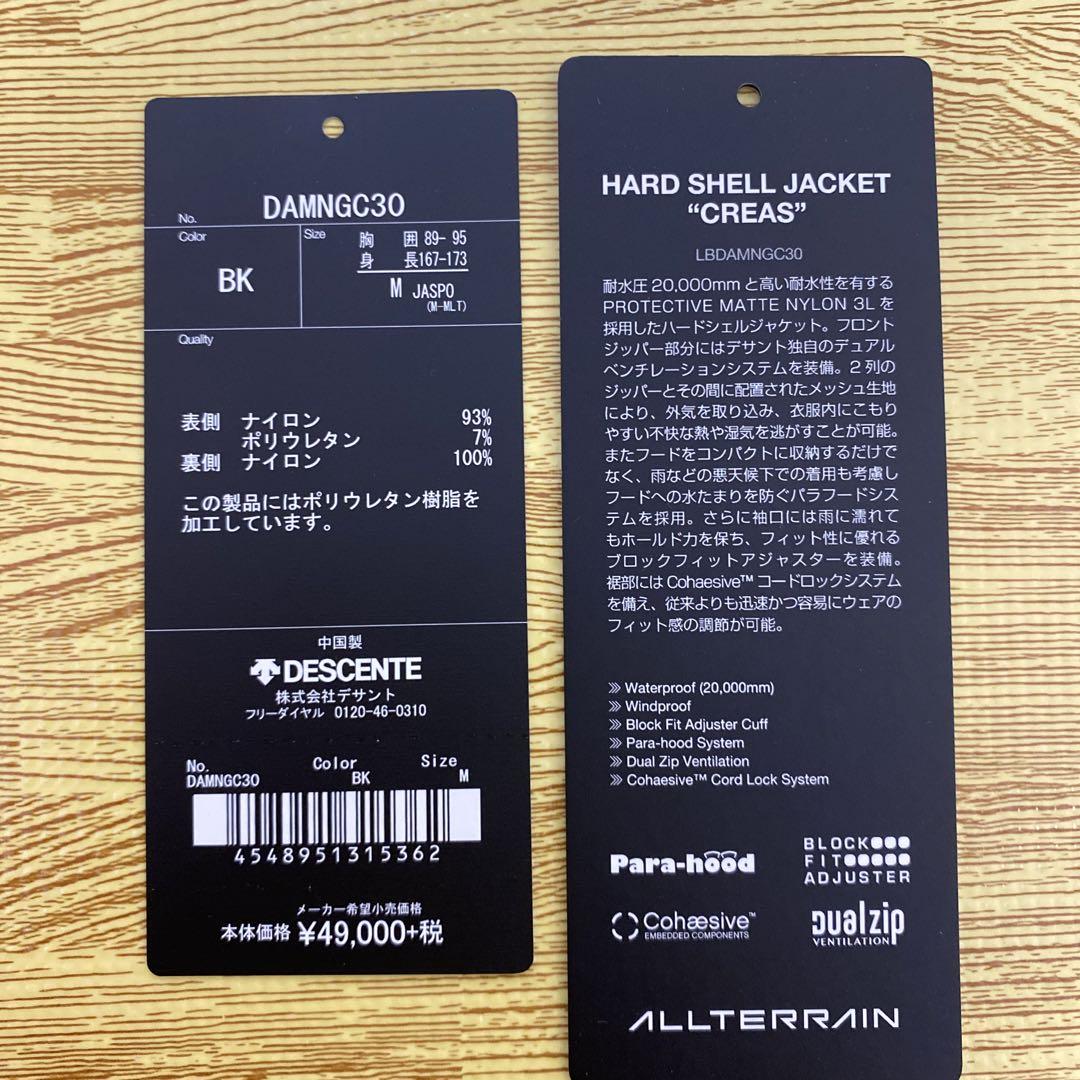 No. DAMNGC30
Color
BK
Size 胸 囲 89- 95
身 長167-173
M JASPO
(M-MLT)
Quality
表側 ナイロン 93%
ポリウレタン 7%
裏側 ナイロン 100%
この製品にはポリウレタン樹脂を
加工しています。
中国製
DESCENTE
株式会社デサント
フリーダイヤル 0120-46-0310
No. Color Size
DAMNGC30 BK M
4548951315362
メーカー希望小売価格
本体価格 ¥49,000+税
HARD SHELL JACKET
“CREAS”
LBDAMNGC30
耐水圧 20,000mm と高い耐水性を有する
PROTECTIVE MATTE NYLON 3L を
採用したハードシェルジャケット。フロント
ジッパー部分にはデサント独自のデュアル
ベンチレーションシステムを装備。2 列の
ジッパーとその間に配置されたメッシュ生地
により、外気を取り込み、衣服内にこもり
やすい不快な熱や湿気を逃がすことが可能。
またフードをコンパクトに収納するだけで
なく、雨などの悪天候下での着用も考慮し
フードへの水たまりを防ぐパラフードシス
テムを採用。さらに袖口には雨に濡れて
もホールド力を保ち、フィット性に優れる
ブロックフィットアジャスターを装備。
裾部には Cohaesive™ コードロックシステム
を備え、従来よりも迅速かつ容易にウェアの
フィット感の調節が可能。
Waterproof (20,000mm)
Windproof
Block Fit Adjuster Cuff
Para-hood System
Dual Zip Ventilation
Cohaesive™ Cord Lock System
Para-hood
BLOCK
FIT
ADJUSTER
Cohæsive™
EMBEDDED COMPONENTS
Dualzip
VENTILATION
ALLTERRAIN